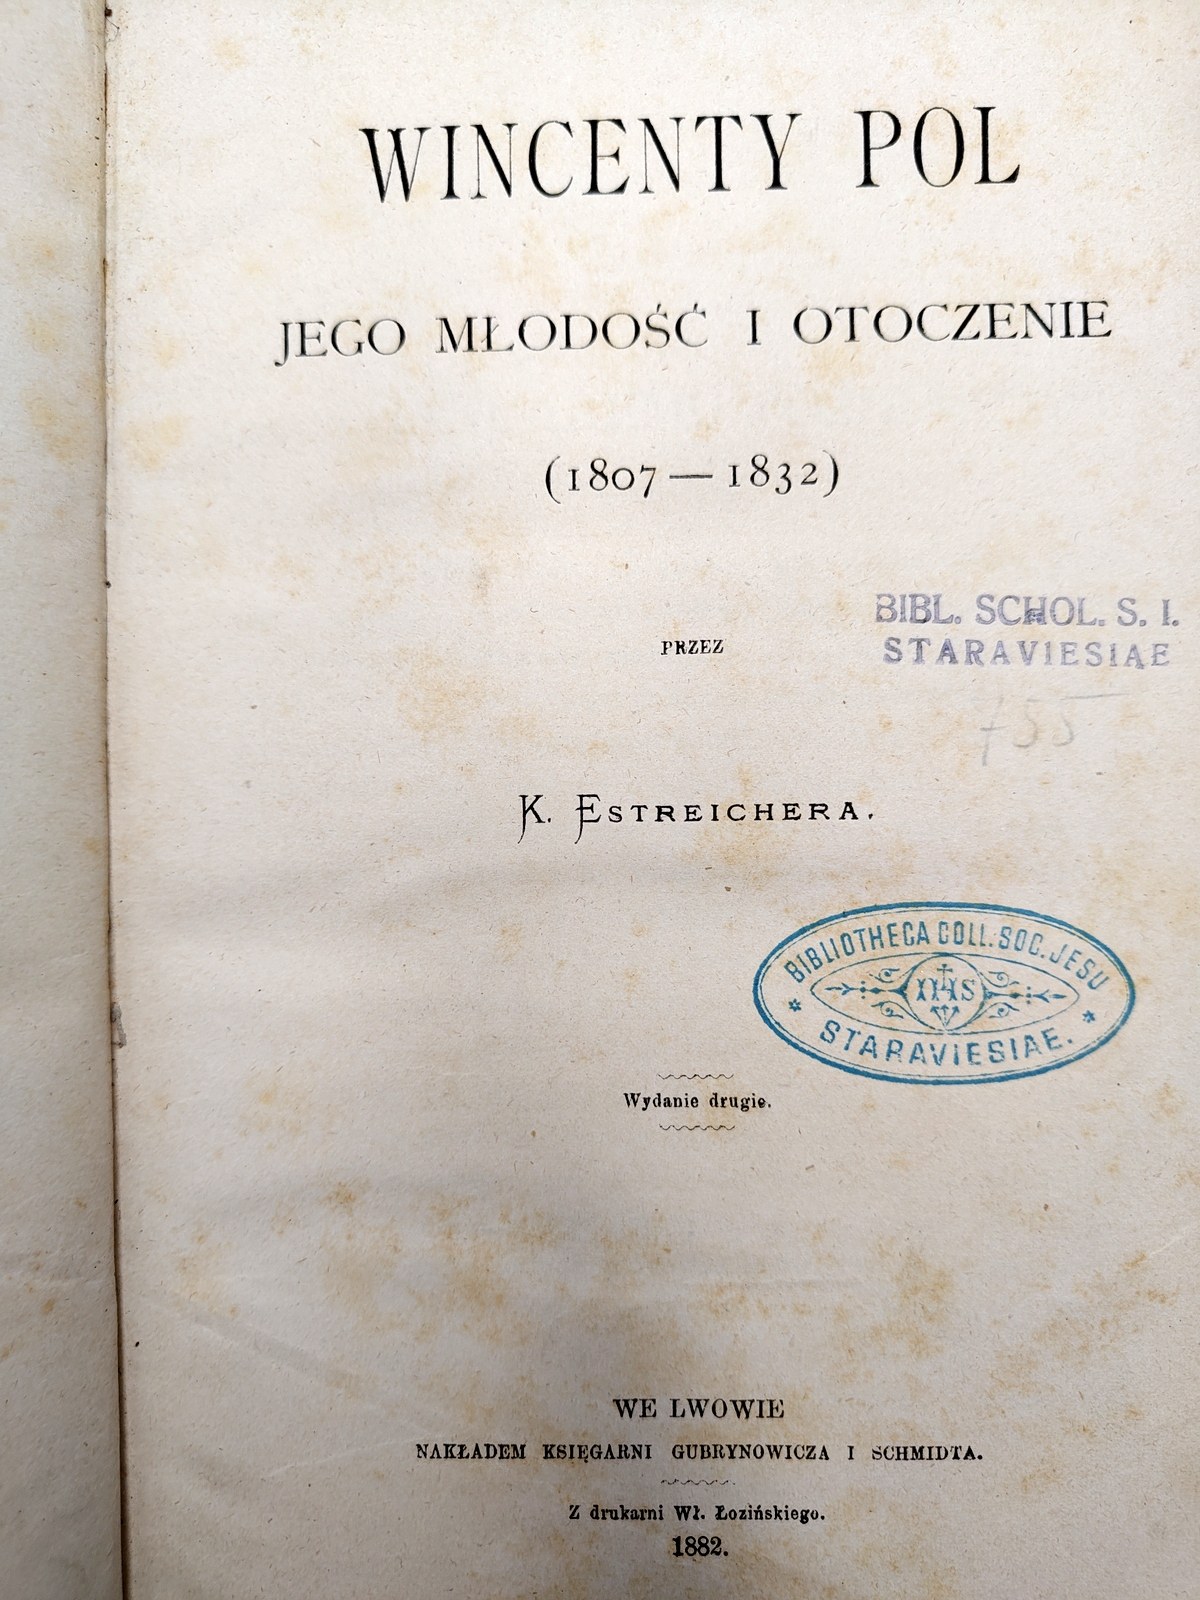 WINCENTY POL
JEGO MŁODOŚĆ I OTOCZENIE
(1807 — 1832)
PRZEZ
BIBL. SCHOL. S. I.
STARAVIESIAE
755
K. ESTREICHERA.
BIBLIOTHECA COLL. SOC. JESU
IHS
* STARAVIESIAE. *
Wydanie drugie.
WE LWOWIE
NAKŁADEM KSIĘGARNI GUBRYNOWICZA I SCHMIDTA.
Z drukarni Wł. Łozińskiego.
1882.